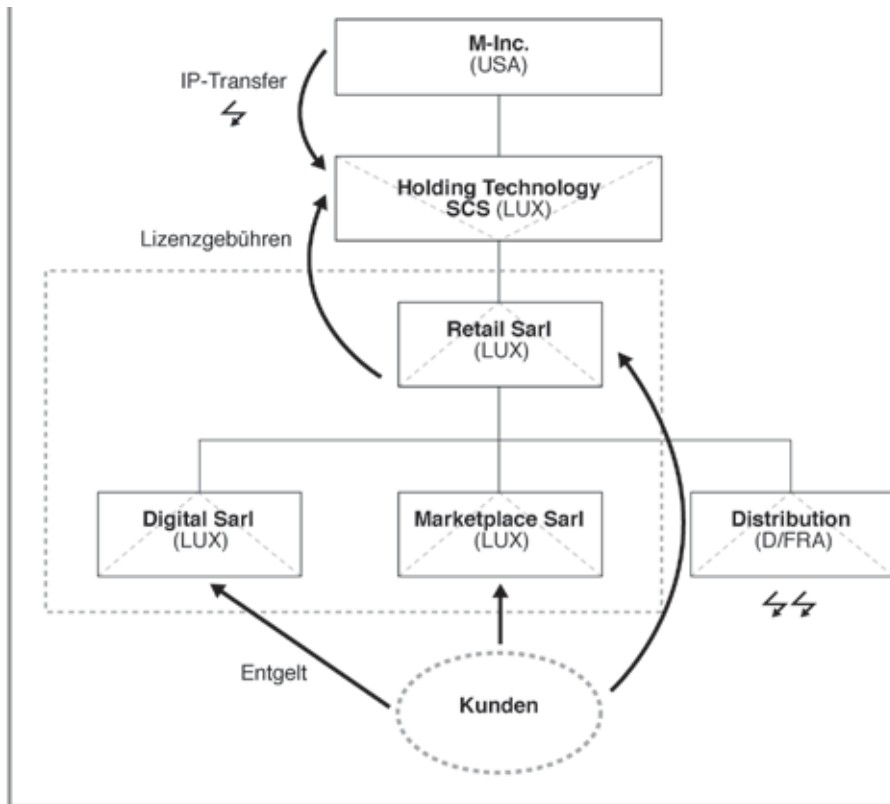 M-Inc.
(USA)
IP-Transfer
Holding Technology
SCS (LUX)
Lizenzgebühren
Retail Sarl
(LUX)
Digital Sarl
(LUX)
Marketplace Sarl
(LUX)
Distribution
(D/FRA)
Entgelt
Kunden